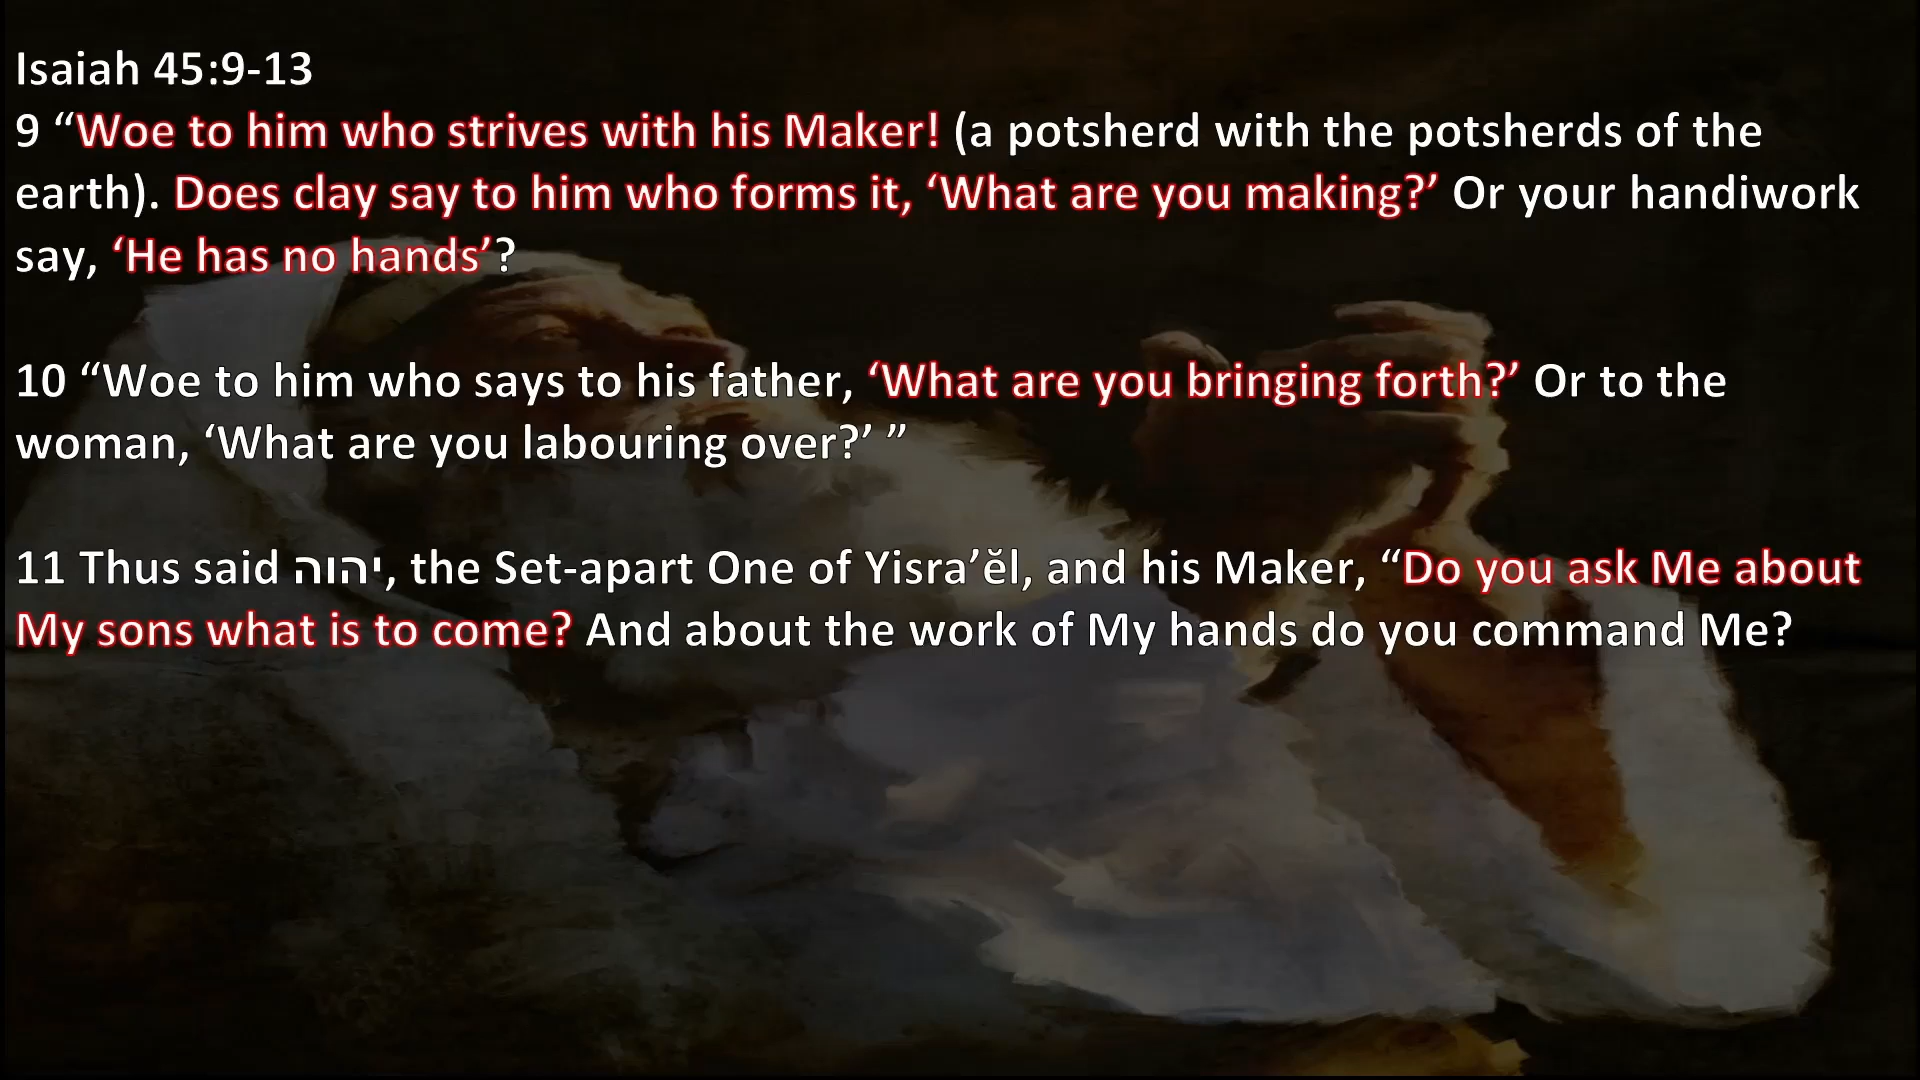 Isaiah 45:9-13
9 “Woe to him who strives with his Maker! (a potsherd with the potsherds of the
earth). Does clay say to him who forms it, ‘What are you making?’ Or your handiwork
say, ‘He has no hands’?
10 “Woe to him who says to his father, ‘What are you bringing forth?’ Or to the
woman, ‘What are you labouring over?’ ”
11 Thus said יהוה, the Set-apart One of Yisra’ĕl, and his Maker, “Do you ask Me about
My sons what is to come? And about the work of My hands do you command Me?